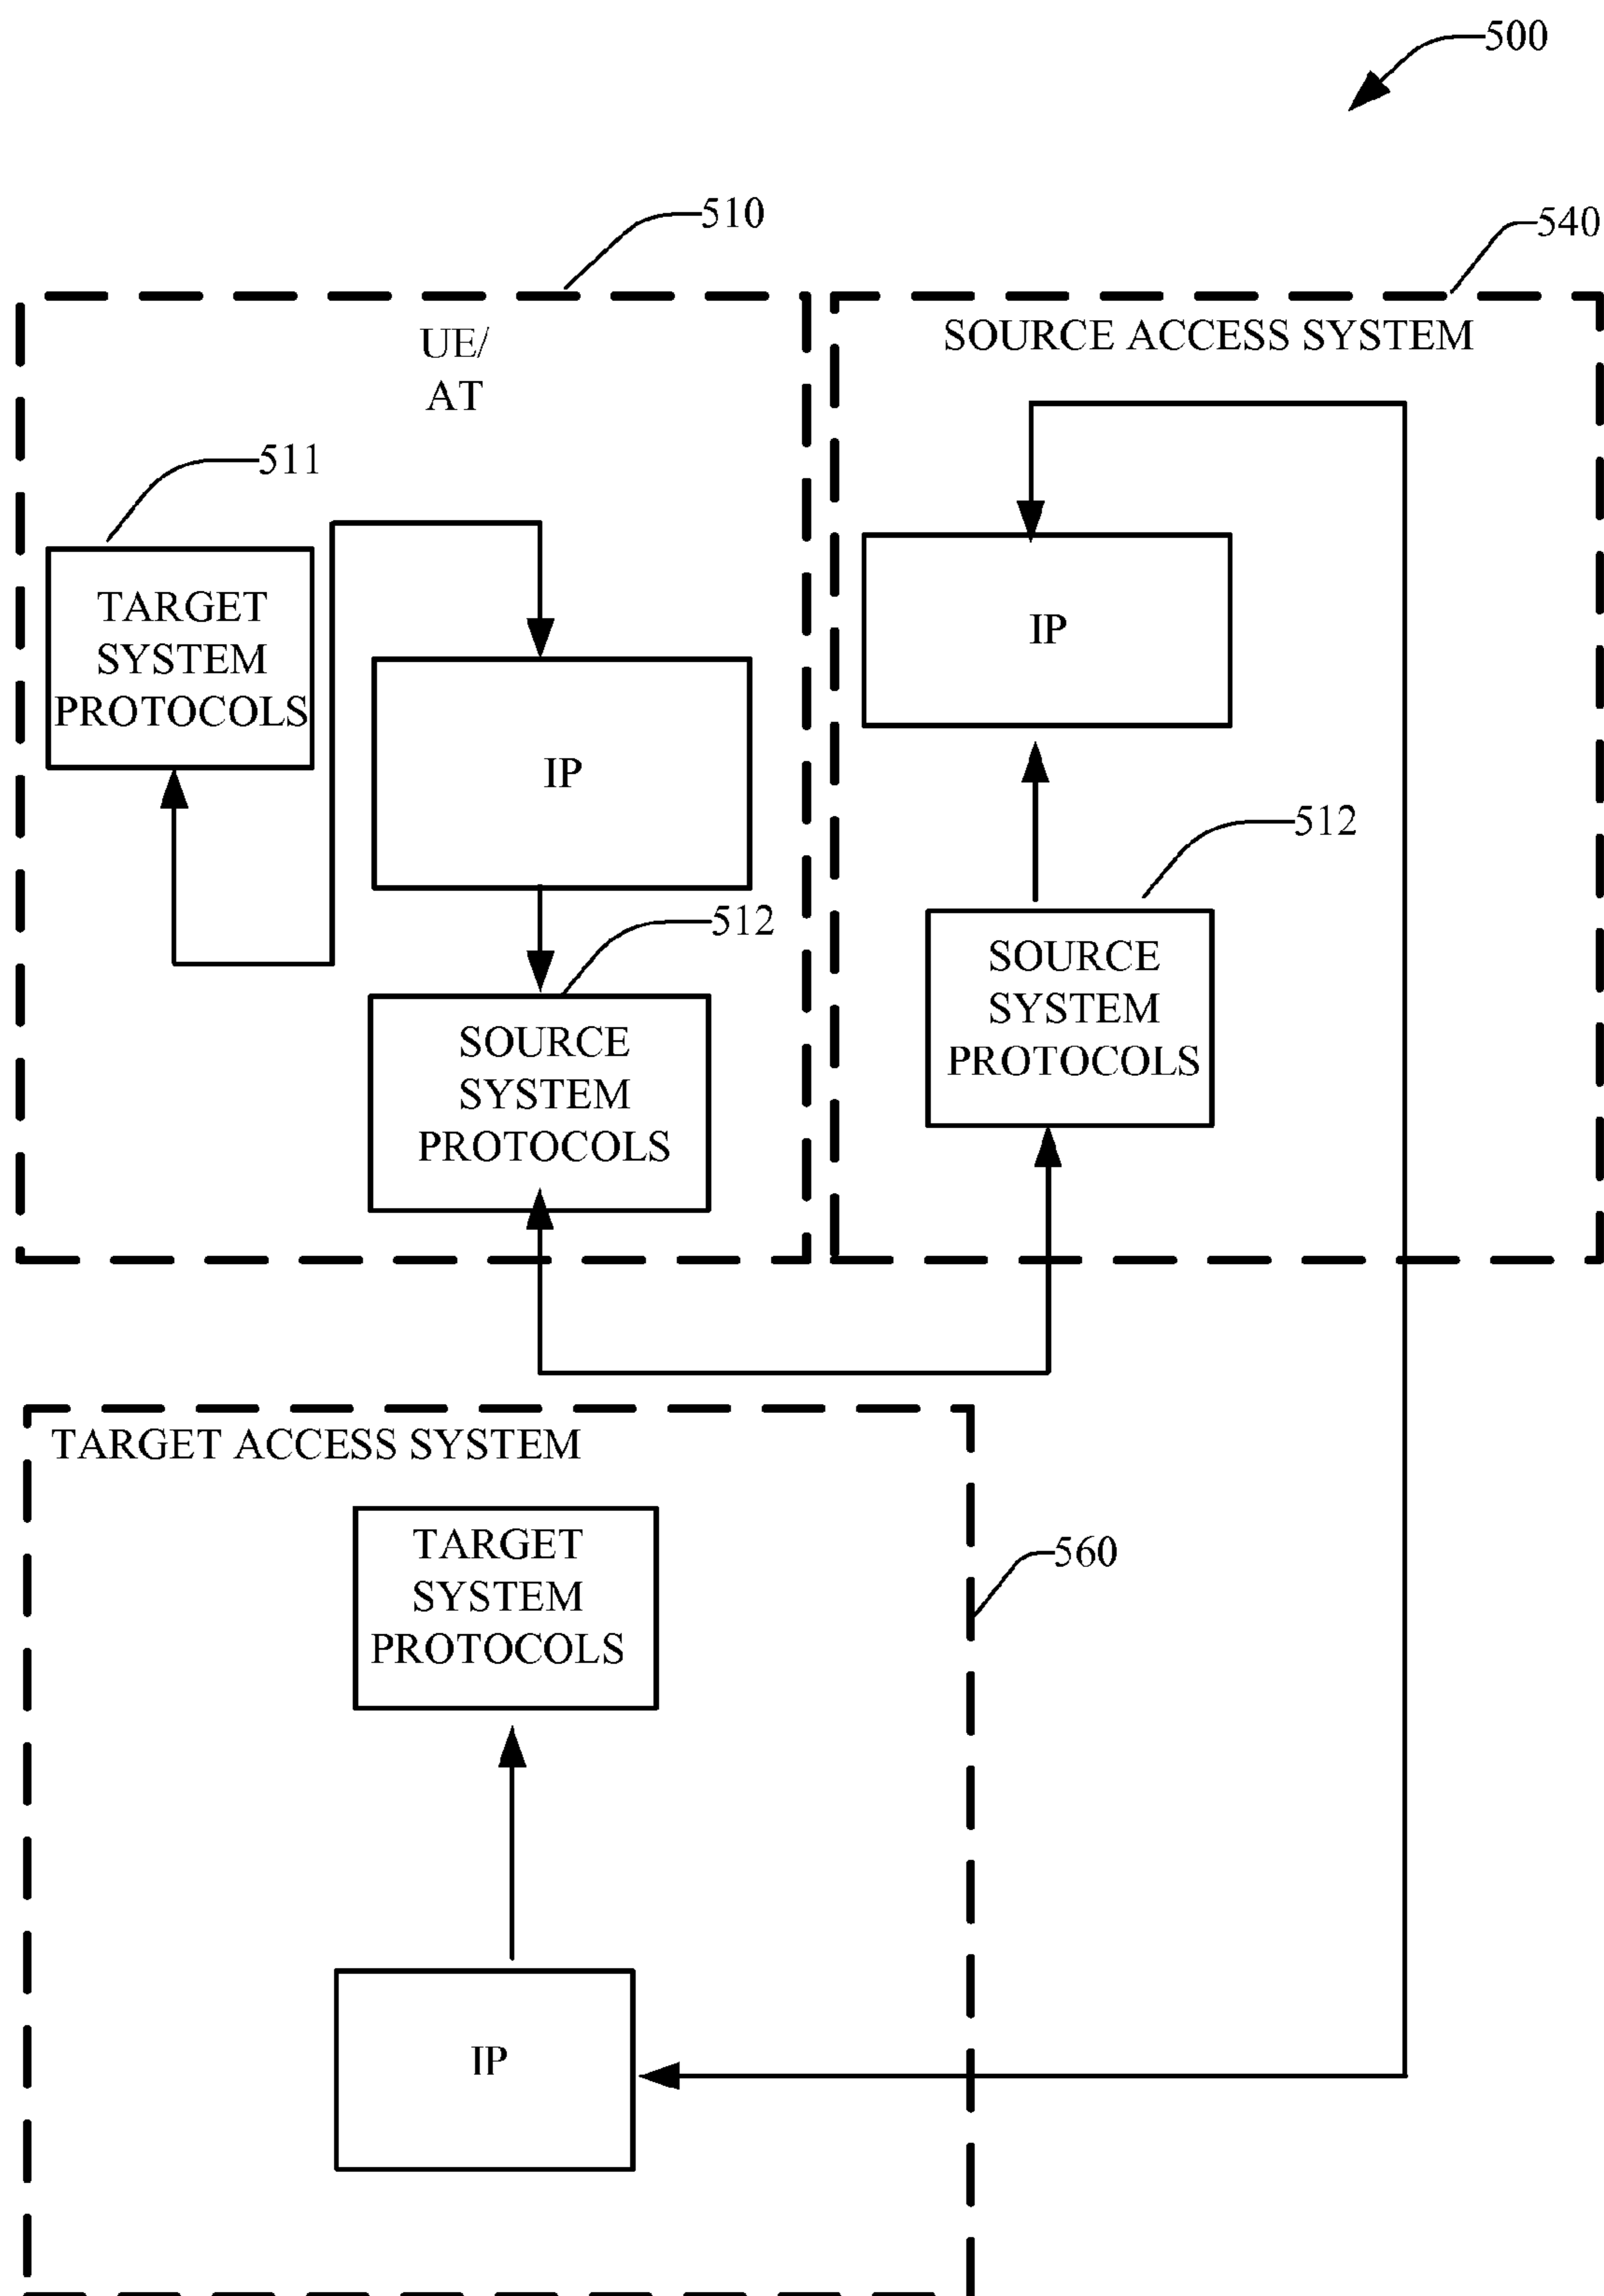 500
510
540
UE/
AT
SOURCE ACCESS SYSTEM
511
TARGET
SYSTEM
PROTOCOLS
IP
IP
512
512
SOURCE
SYSTEM
PROTOCOLS
SOURCE
SYSTEM
PROTOCOLS
TARGET ACCESS SYSTEM
TARGET
SYSTEM
PROTOCOLS
560
IP